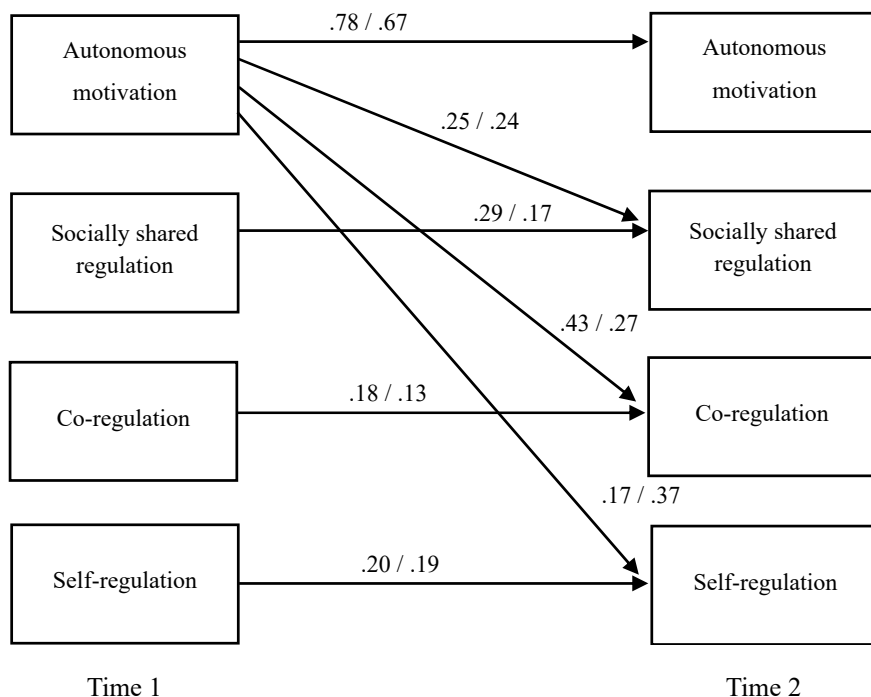 .78 / .67
Autonomous
motivation
Autonomous
motivation
.25 / .24
Socially shared
regulation
.29 / .17
Socially shared
regulation
.43 / .27
Co-regulation
.18 / .13
Co-regulation
.17 / .37
Self-regulation
.20 / .19
Self-regulation
Time 1
Time 2